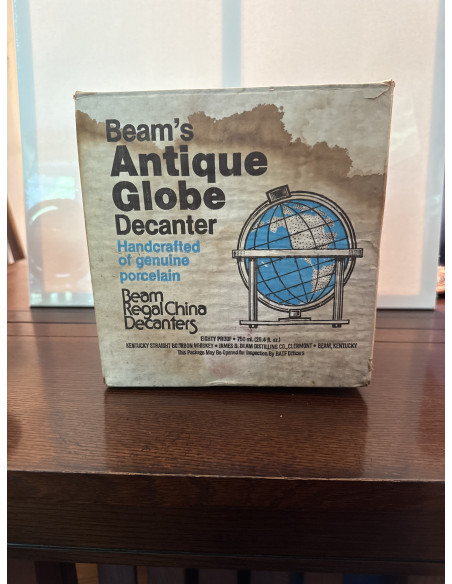 Beam's
Antique
Globe
Decanter
Handcrafted
of genuine
porcelain
Beam
Regal China
Decanters
EIGHTY PROOF • 750 mL (25.4 fl. oz.)
KENTUCKY STRAIGHT BOURBON WHISKEY • JAMES B. BEAM DISTILLING CO., CLERMONT • BEAM, KENTUCKY
This Package May Be Opened for Inspection By BATF Officers